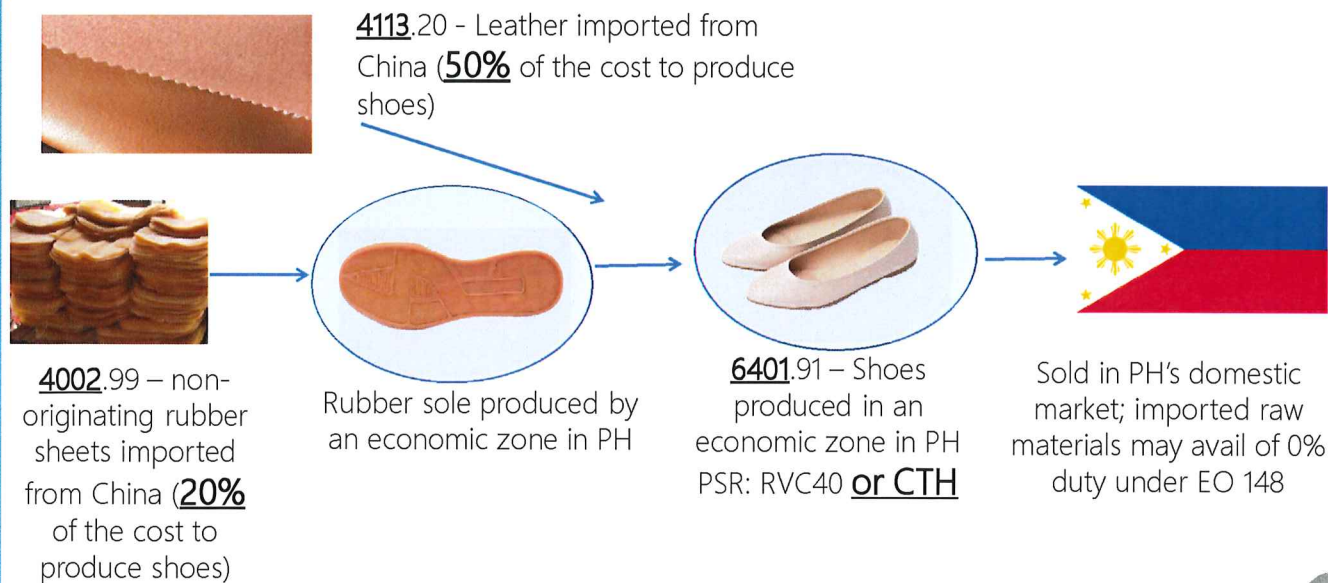 4113.20 - Leather imported from
China (50% of the cost to produce
shoes)
4002.99 – non-
originating rubber
sheets imported
from China (20%
of the cost to
produce shoes)
Rubber sole produced by
an economic zone in PH
6401.91 – Shoes
produced in an
economic zone in PH
PSR: RVC40 or CTH
Sold in PH's domestic
market; imported raw
materials may avail of 0%
duty under EO 148